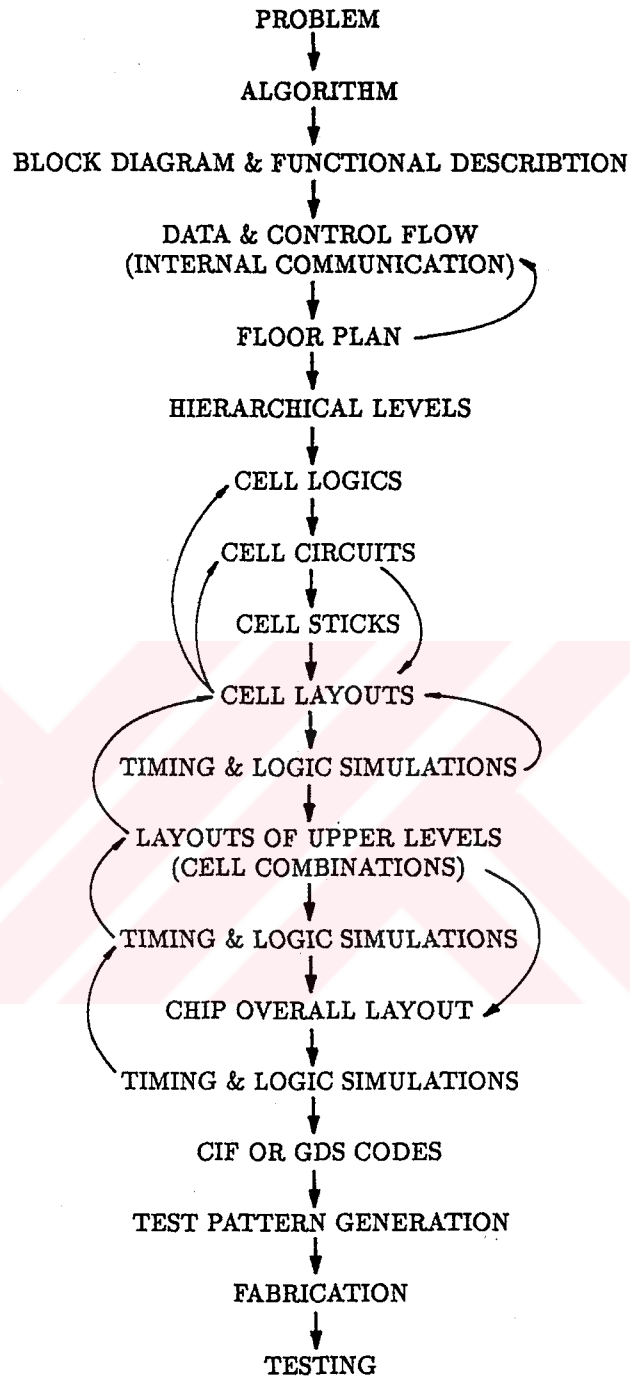 PROBLEM
ALGORITHM
BLOCK DIAGRAM & FUNCTIONAL DESCRIBTION
DATA & CONTROL FLOW
(INTERNAL COMMUNICATION)
FLOOR PLAN
HIERARCHICAL LEVELS
CELL LOGICS
CELL CIRCUITS
CELL STICKS
CELL LAYOUTS
TIMING & LOGIC SIMULATIONS
LAYOUTS OF UPPER LEVELS
(CELL COMBINATIONS)
TIMING & LOGIC SIMULATIONS
CHIP OVERALL LAYOUT
TIMING & LOGIC SIMULATIONS
CIF OR GDS CODES
TEST PATTERN GENERATION
FABRICATION
TESTING